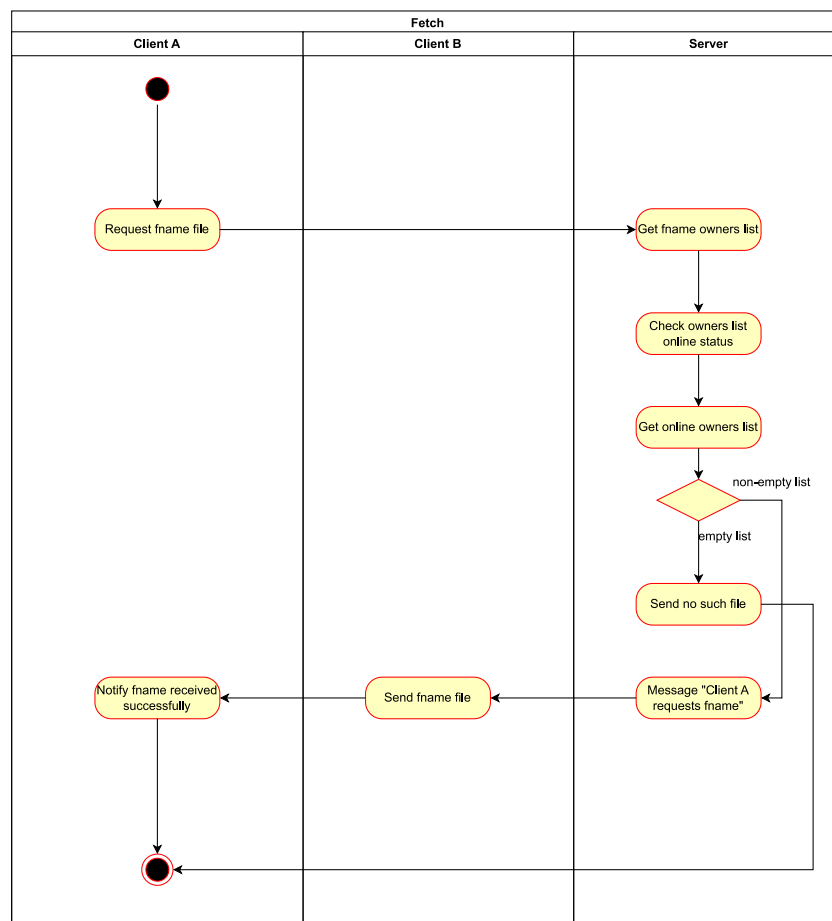 Fetch
Client A
Client B
Server
Request fname file
Get fname owners list
Check owners list
online status
Get online owners list
non-empty list
empty list
Send no such file
Notify fname received
successfully
Send fname file
Message "Client A
requests fname"